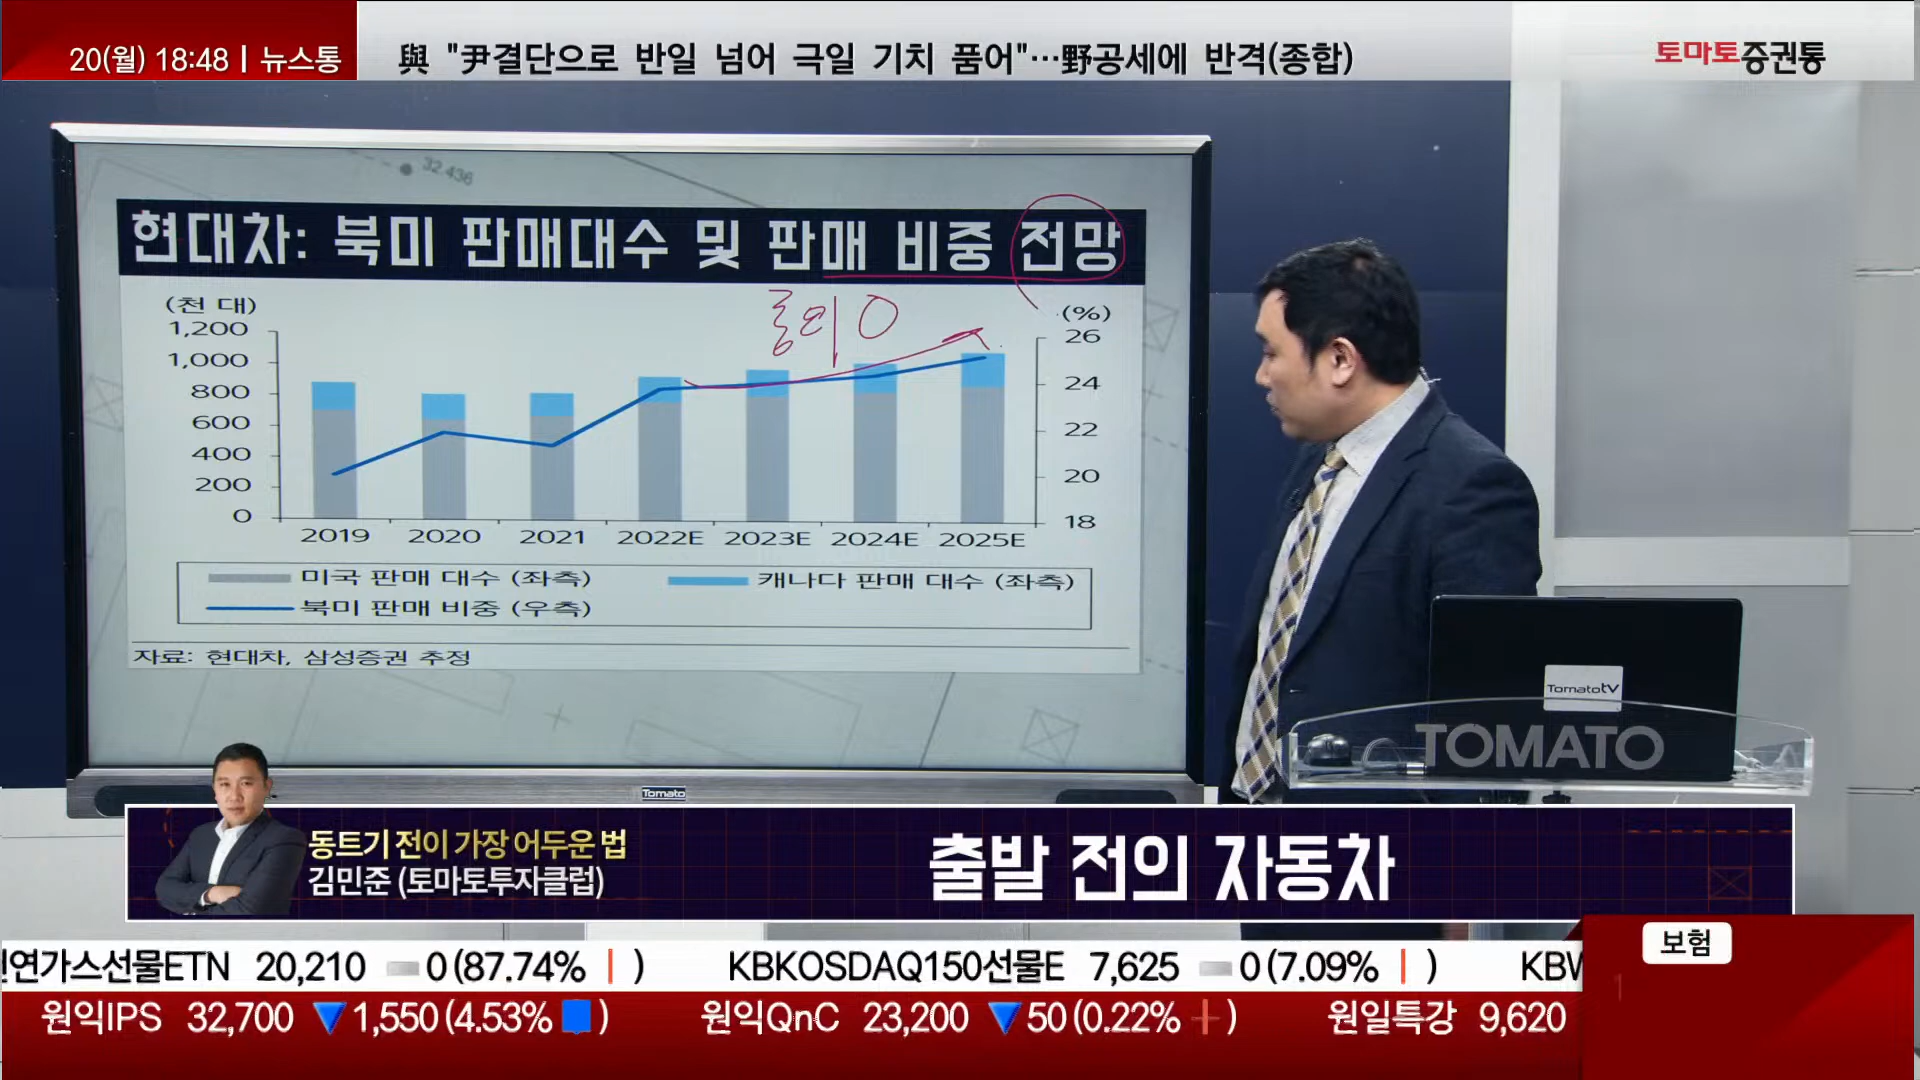 20(월) 18:48 | 뉴스통
與 "尹결단으로 반일 넘어 극일 기치 품어"…野공세에 반격(종합)
토마토증권통
32.436
현대차: 북미 판매대수 및 판매 비중 전망
(천 대)
(%)
1,200
1,000
800
600
400
200
0
26
24
22
20
18
2019 2020 2021 2022E 2023E 2024E 2025E
미국 판매 대수 (좌측) 캐나다 판매 대수 (좌측)
북미 판매 비중 (우측)
자료: 현대차, 삼성증권 추정
TomatoTV
TOMATO
Tomato
동트기 전이 가장 어두운 법
김민준 (토마토투자클럽)
출발 전의 자동차
연가스선물ETN 20,210 0(87.74% | ) KBKOSDAQ150선물E 7,625 0(7.09% | )
보험
원익IPS 32,700 ▼1,550(4.53% ) 원익QnC 23,200 ▼50(0.22% ) 원일특강 9,620